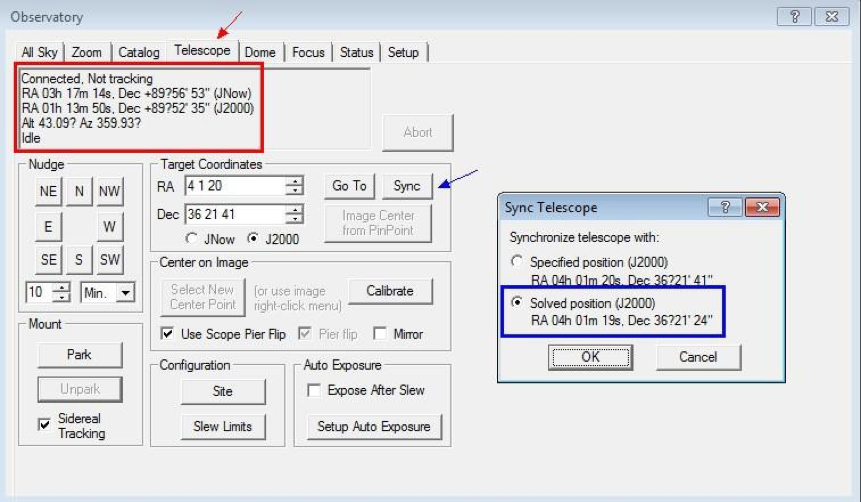 Observatory
All Sky Zoom Catalog Telescope Dome Focus Status Setup
Connected, Not tracking
RA 03h 17m 14s, Dec +89?56' 53" (JNow)
RA 01h 13m 50s, Dec +89?52' 35" (J2000)
Alt 43.09? Az 359.93?
Idle
Abort
Nudge
NE N NW
E W
SE S SW
10 Min.
Target Coordinates
RA 4 1 20 Go To Sync
Dec 36 21 41 Image Center
from PinPoint
JNow J2000
Center on Image
Select New
Center Point
(or use image
right-click menu)
Calibrate
Use Scope Pier Flip Pier flip Mirror
Mount
Park
Unpark
Sidereal
Tracking
Configuration
Site
Slew Limits
Auto Exposure
Expose After Slew
Setup Auto Exposure
Sync Telescope
Synchronize telescope with:
Specified position (J2000)
RA 04h 01m 20s, Dec 36?21' 41"
Solved position (J2000)
RA 04h 01m 19s, Dec 36?21' 24"
OK Cancel